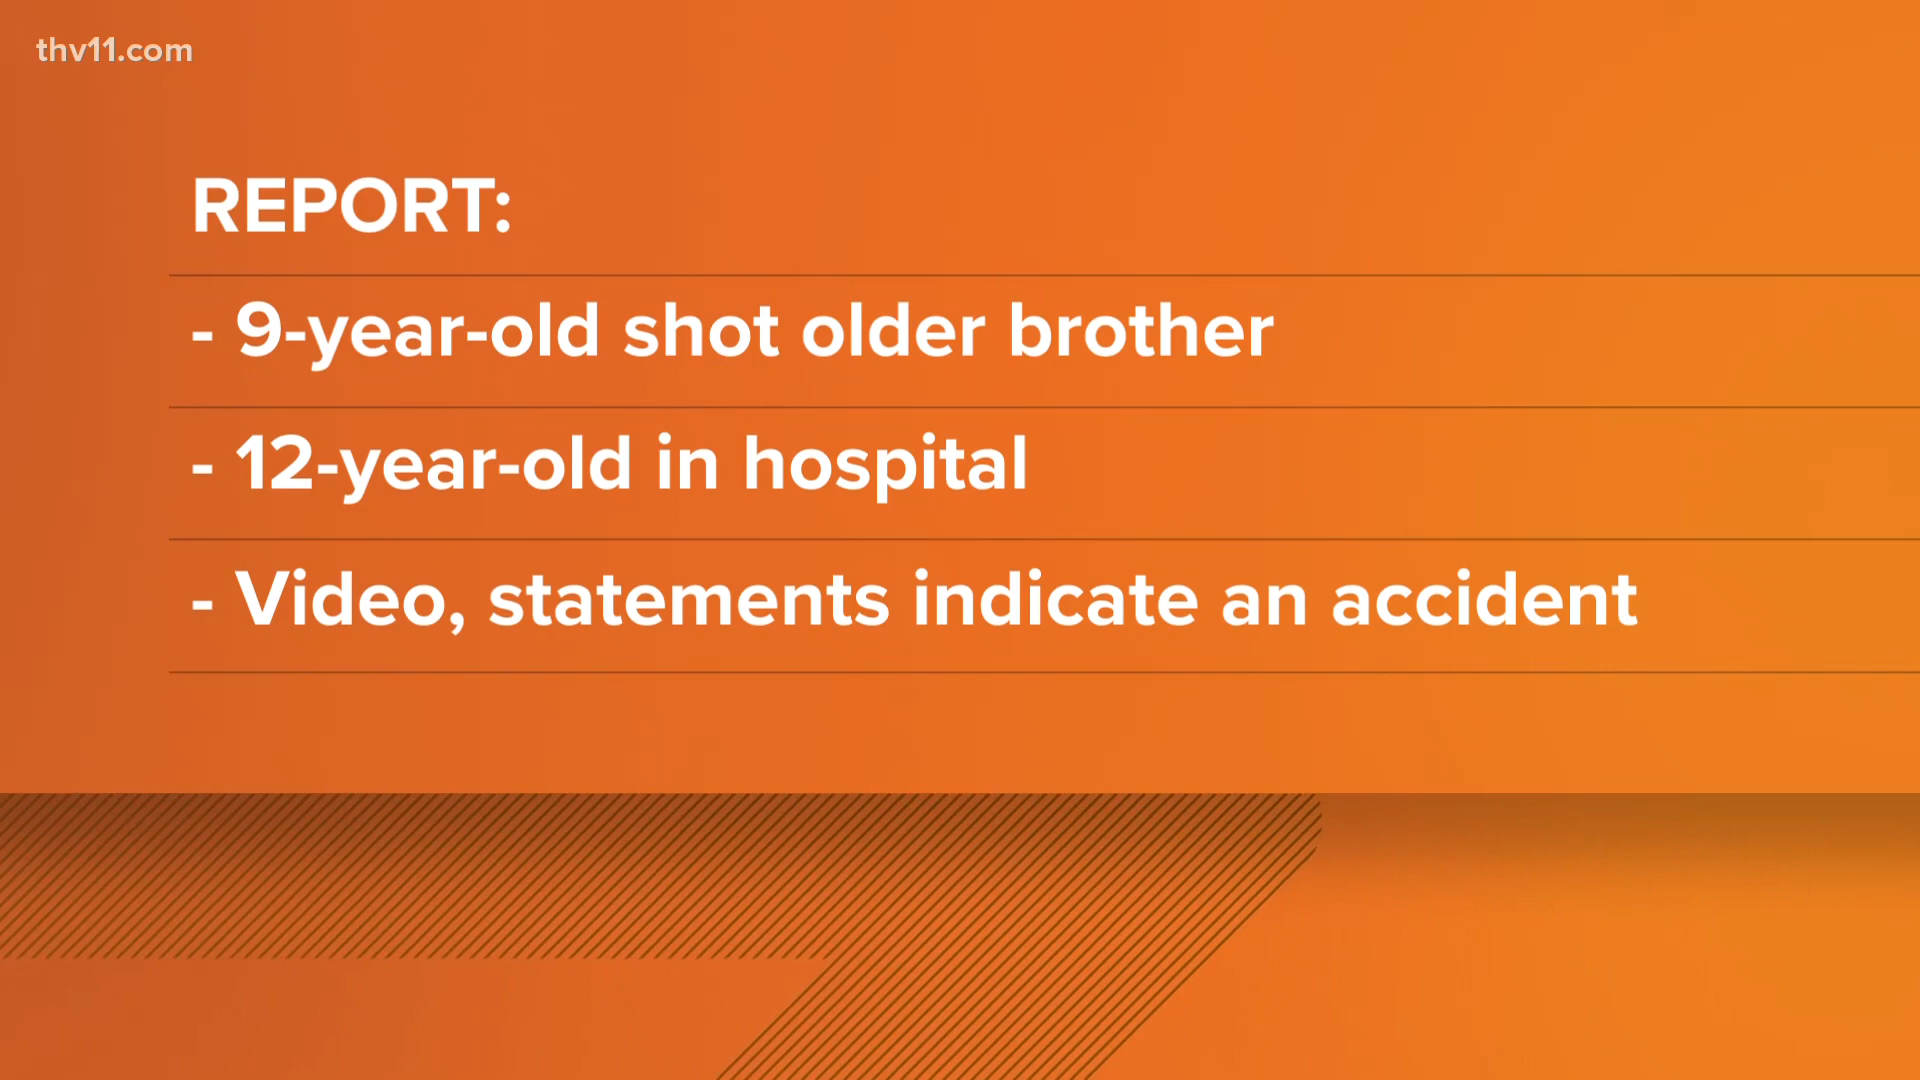 thv11.com
REPORT:
- 9-year-old shot older brother
- 12-year-old in hospital
- Video, statements indicate an accident